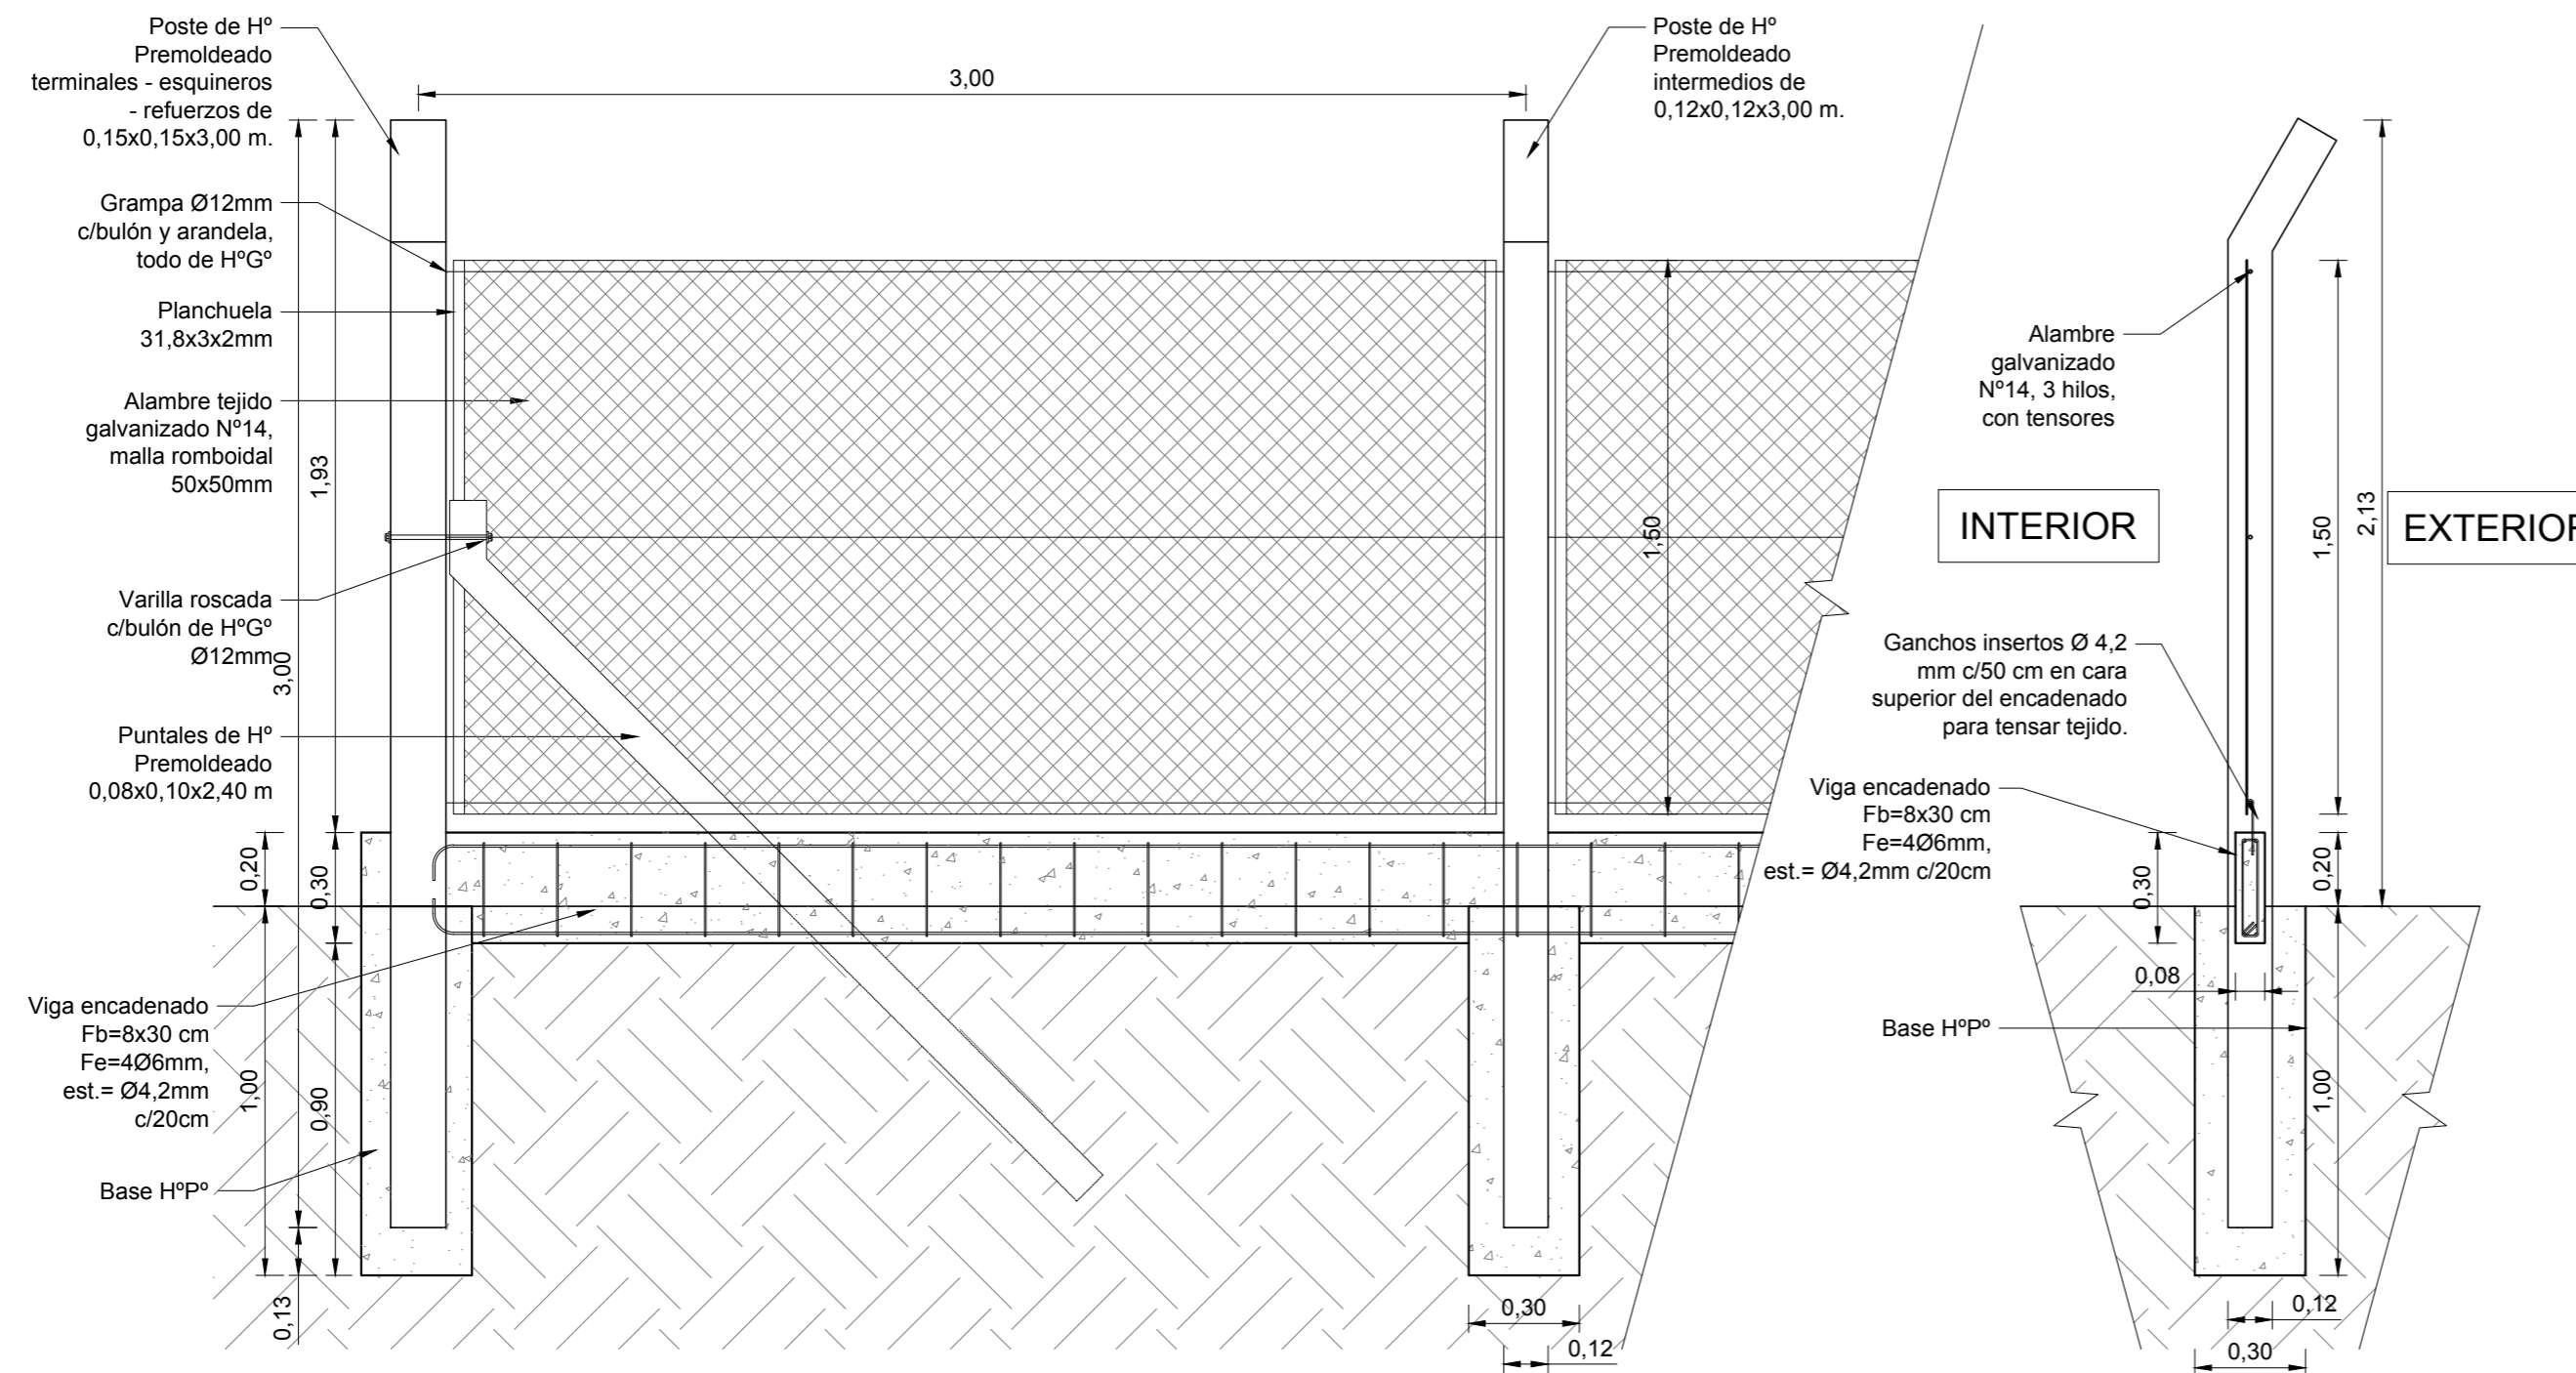 Poste de Hº
Premoldeado
terminales - esquineros
- refuerzos de
0,15x0,15x3,00 m.
Grampa Ø12mm
c/bulón y arandela,
todo de HºGº
Planchuela
31,8x3x2mm
Alambre tejido
galvanizado Nº14,
malla romboidal
50x50mm
Varilla roscada
c/bulón de HºGº
Ø12mm
Puntales de Hº
Premoldeado
0,08x0,10x2,40 m
Viga encadenado
Fb=8x30 cm
Fe=4Ø6mm,
est.= Ø4,2mm
c/20cm
Base HºPº
3,00
1,93
3,00
0,20
0,30
1,00
0,90
0,13
Poste de Hº
Premoldeado
intermedios de
0,12x0,12x3,00 m.
1,50
0,30
0,12
Alambre
galvanizado
Nº14, 3 hilos,
con tensores
INTERIOR
EXTERIOR
Ganchos insertos Ø 4,2
mm c/50 cm en cara
superior del encadenado
para tensar tejido.
Viga encadenado
Fb=8x30 cm
Fe=4Ø6mm,
est.= Ø4,2mm c/20cm
Base HºPº
1,50
2,13
0,30
0,20
0,08
1,00
0,12
0,30